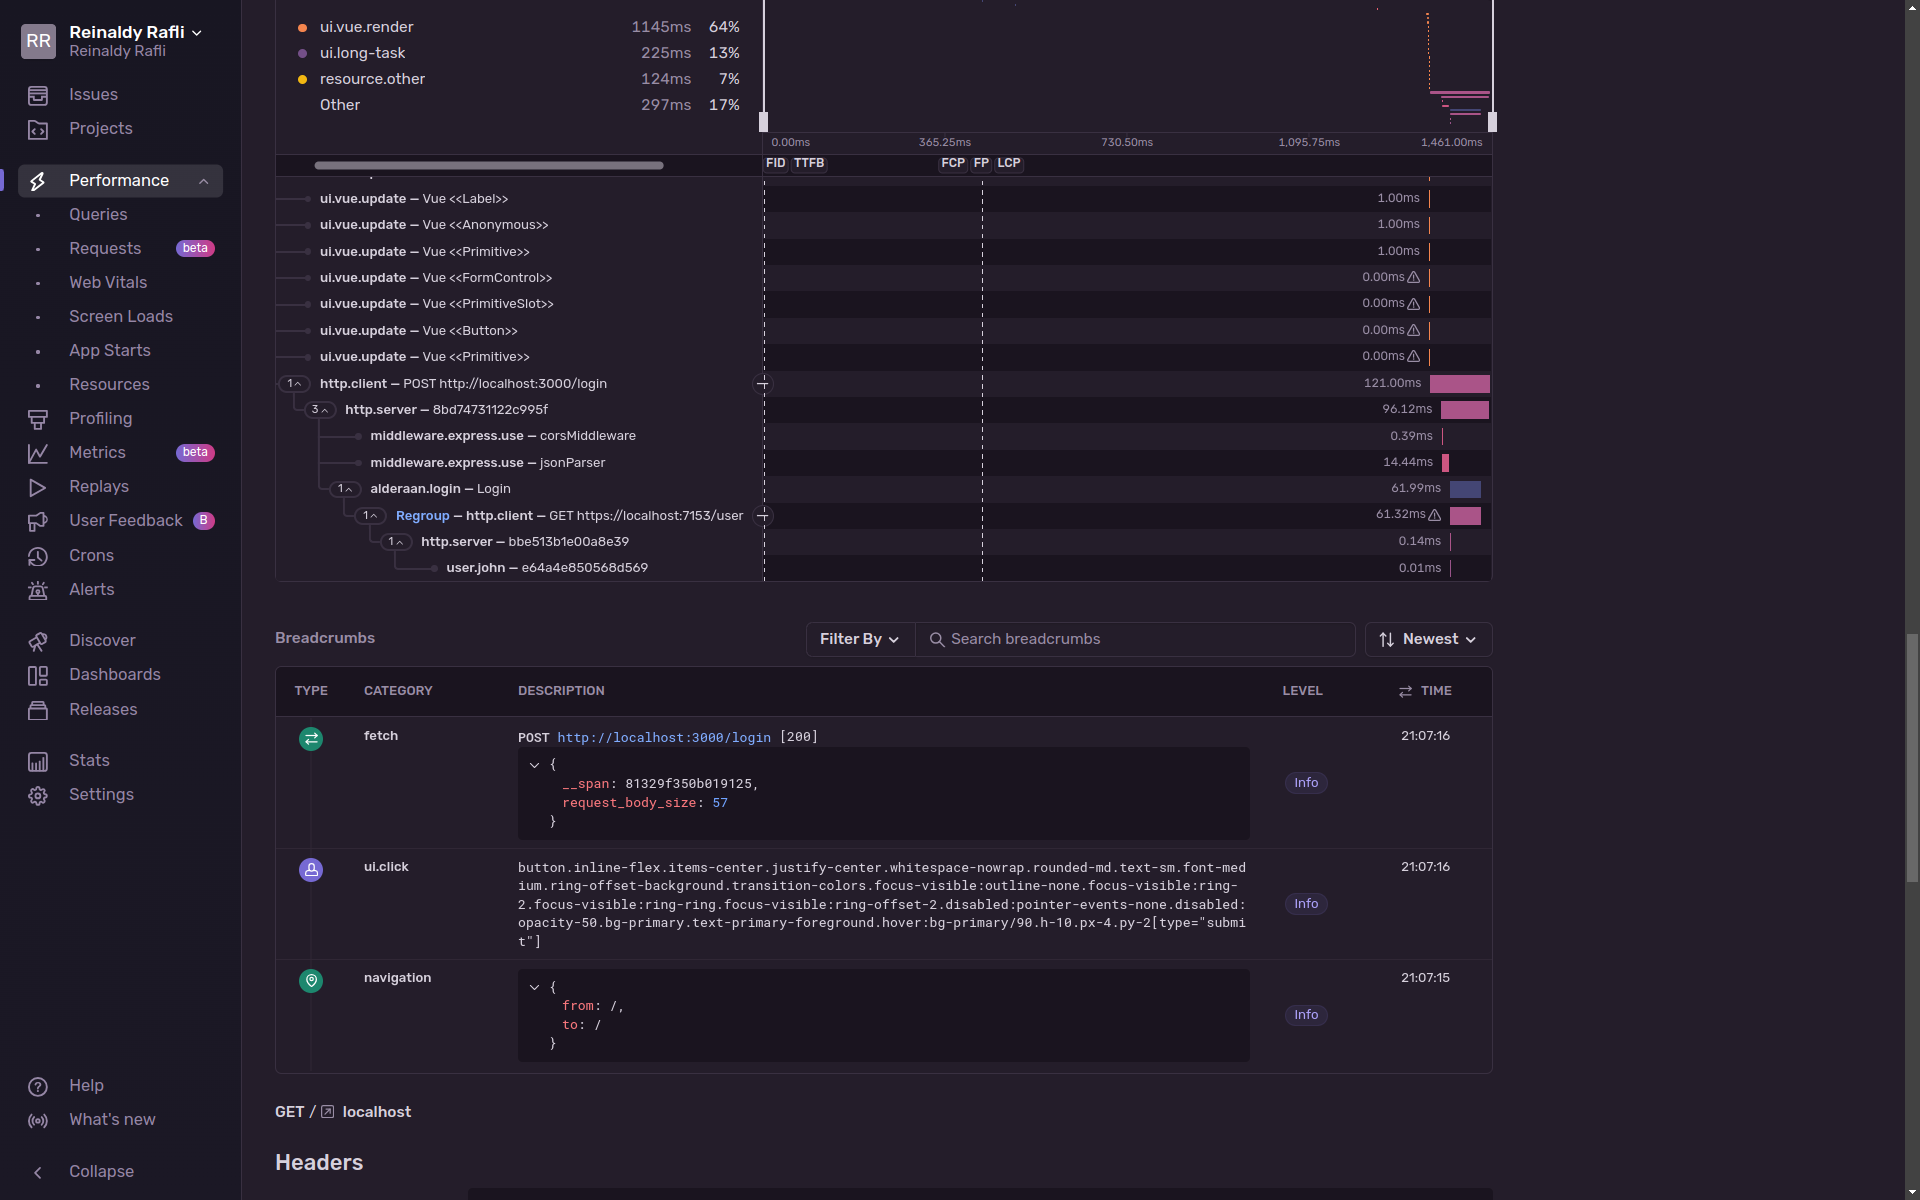 RR
Reinaldy Rafli
Reinaldy Rafli
Issues
Projects
Performance
Queries
Requests beta
Web Vitals
Screen Loads
App Starts
Resources
Profiling
Metrics beta
Replays
User Feedback B
Crons
Alerts
Discover
Dashboards
Releases
Stats
Settings
Help
What's new
Collapse
ui.vue.render 1145ms 64%
ui.long-task 225ms 13%
resource.other 124ms 7%
Other 297ms 17%
0.00ms 365.25ms 730.50ms 1,095.75ms 1,461.00ms
FID TTFB FCP FP LCP
ui.vue.update — Vue <<Label>> 1.00ms
ui.vue.update — Vue <<Anonymous>> 1.00ms
ui.vue.update — Vue <<Primitive>> 1.00ms
ui.vue.update — Vue <<FormControl>> 0.00ms
ui.vue.update — Vue <<PrimitiveSlot>> 0.00ms
ui.vue.update — Vue <<Button>> 0.00ms
ui.vue.update — Vue <<Primitive>> 0.00ms
1 http.client — POST http://localhost:3000/login 121.00ms
3 http.server — 8bd74731122c995f 96.12ms
middleware.express.use — corsMiddleware 0.39ms
middleware.express.use — jsonParser 14.44ms
1 alderaan.login — Login 61.99ms
1 Regroup — http.client — GET https://localhost:7153/user 61.32ms
1 http.server — bbe513b1e00a8e39 0.14ms
user.john — e64a4e850568d569 0.01ms
Breadcrumbs Filter By Search breadcrumbs Newest
TYPE CATEGORY DESCRIPTION LEVEL TIME
fetch POST http://localhost:3000/login [200] 21:07:16
{
__span: 81329f350b019125,
Info
request_body_size: 57
}
ui.click button.inline-flex.items-center.justify-center.whitespace-nowrap.rounded-md.text-sm.font-med 21:07:16
ium.ring-offset-background.transition-colors.focus-visible:outline-none.focus-visible:ring-
2.focus-visible:ring-ring.focus-visible:ring-offset-2.disabled:pointer-events-none.disabled: Info
opacity-50.bg-primary.text-primary-foreground.hover:bg-primary/90.h-10.px-4.py-2[type="submi
t"]
navigation 21:07:15
{
from: /,
Info
to: /
}
GET / localhost
Headers